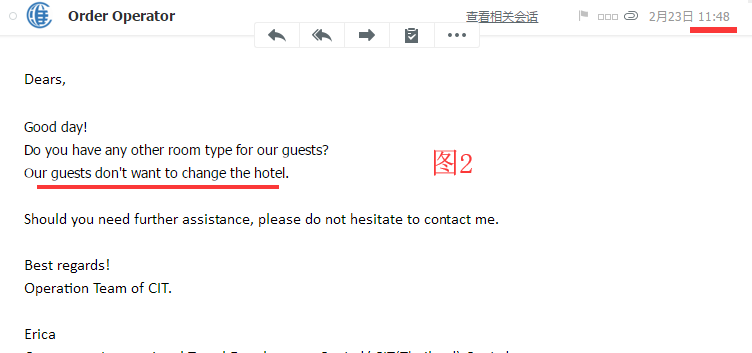 Order Operator
查看相关会话
2月23日 11:48
Dears,
Good day!
Do you have any other room type for our guests?
Our guests don't want to change the hotel.
图2
Should you need further assistance, please do not hesitate to contact me.
Best regards!
Operation Team of CIT.
Erica